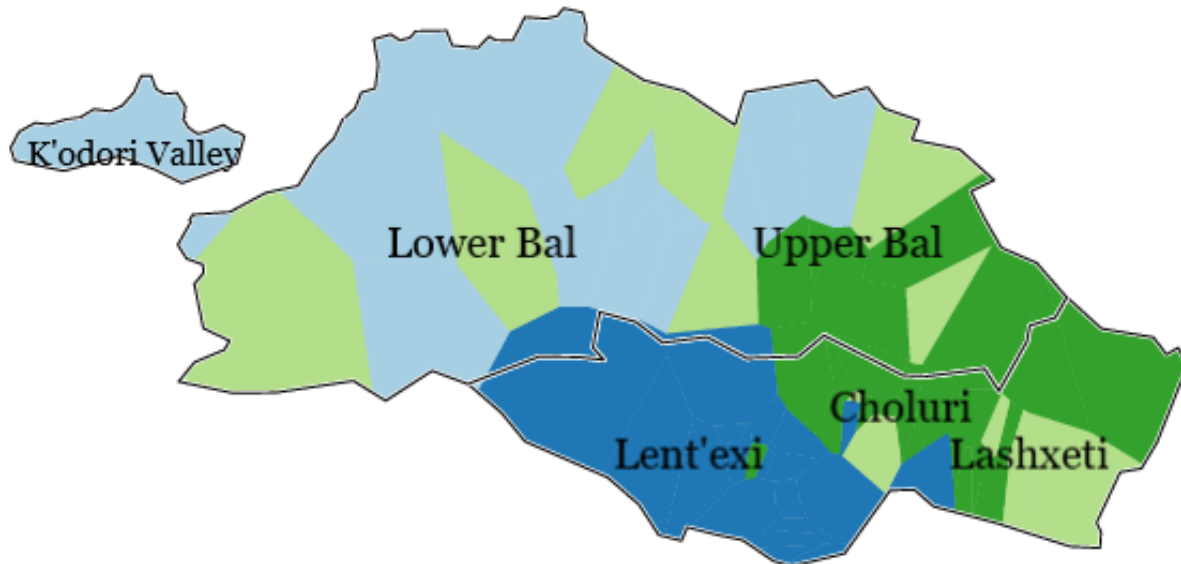 K'odori Valley
Lower Bal
Upper Bal
Choluri
Lent'exi
Lashxeti